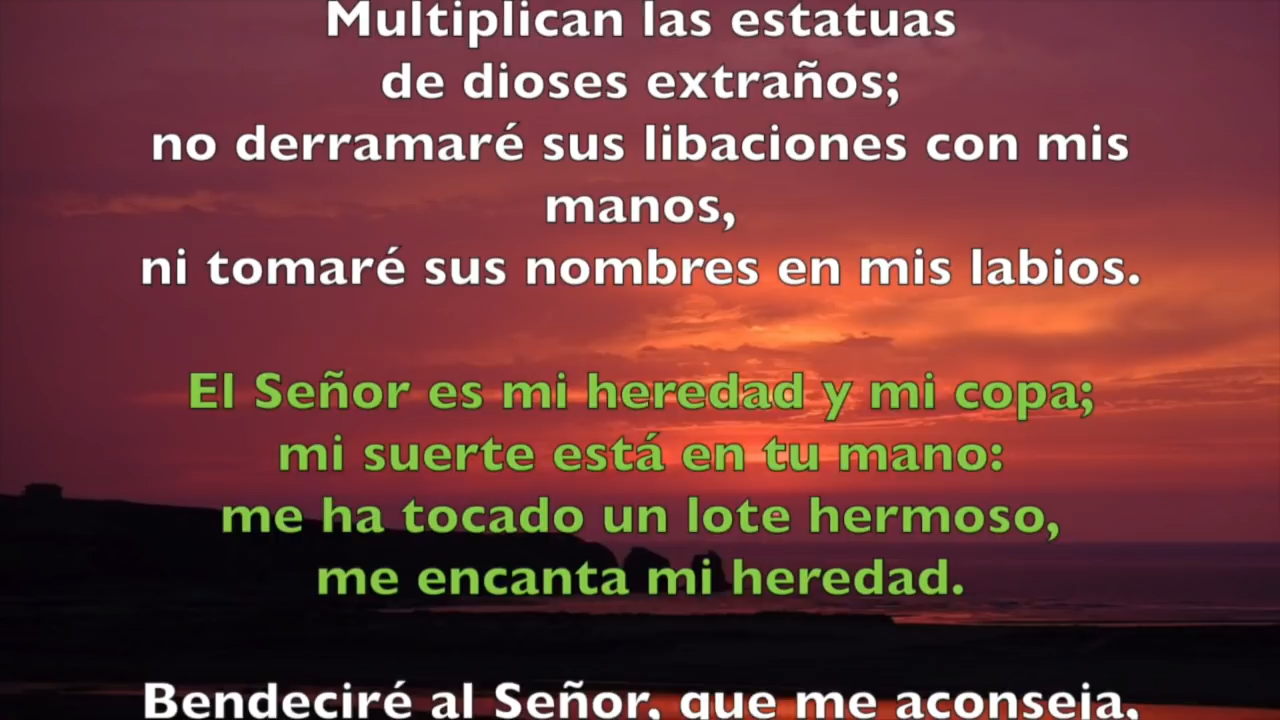 Multiplican las estatuas
de dioses extraños;
no derramaré sus libaciones con mis
manos,
ni tomaré sus nombres en mis labios.
El Señor es mi heredad y mi copa;
mi suerte está en tu mano:
me ha tocado un lote hermoso,
me encanta mi heredad.
Bendeciré al Señor, que me aconseja,